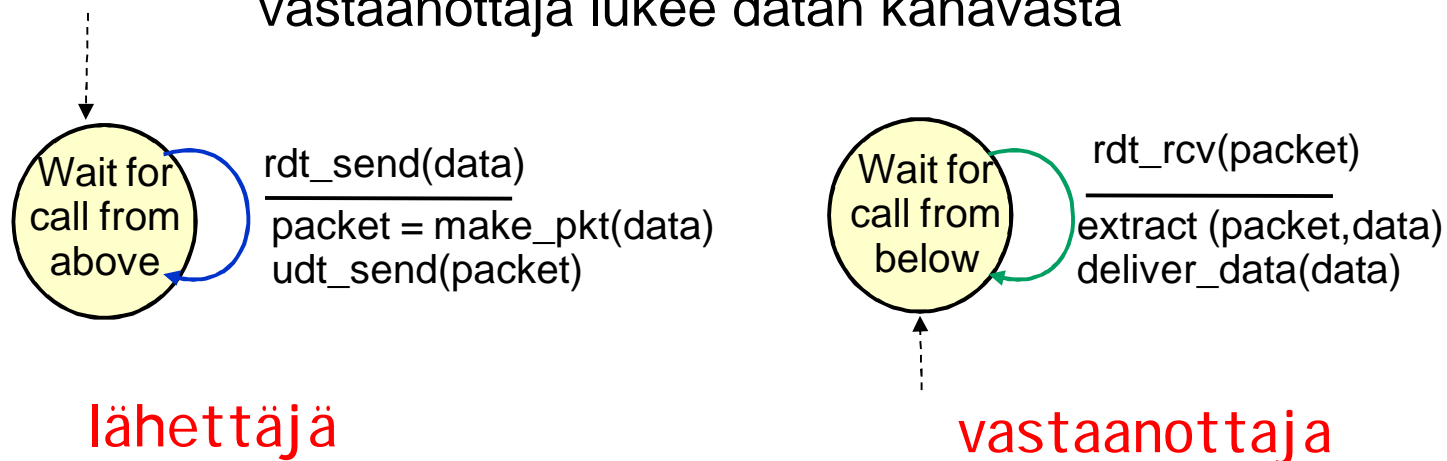 vastaanottaja lukee datan kanavasta
Wait for
call from
above
rdt_send(data)
packet = make_pkt(data)
udt_send(packet)
Wait for
call from
below
rdt_rcv(packet)
extract (packet,data)
deliver_data(data)
lähettäjä
vastaanottaja